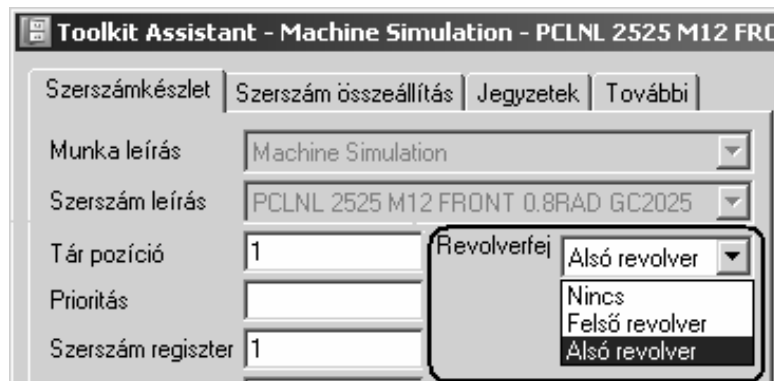 Toolkit Assistant - Machine Simulation - PCLNL 2525 M12 FRO
Szerszámkészlet Szerszám összeállítás Jegyzetek További
Munka leírás Machine Simulation
Szerszám leírás PCLNL 2525 M12 FRONT 0.8RAD GC2025
Tár pozíció 1 Revolverfej Alsó revolver
Nincs
Prioritás
Felső revolver
Szerszám regiszter 1 Alsó revolver